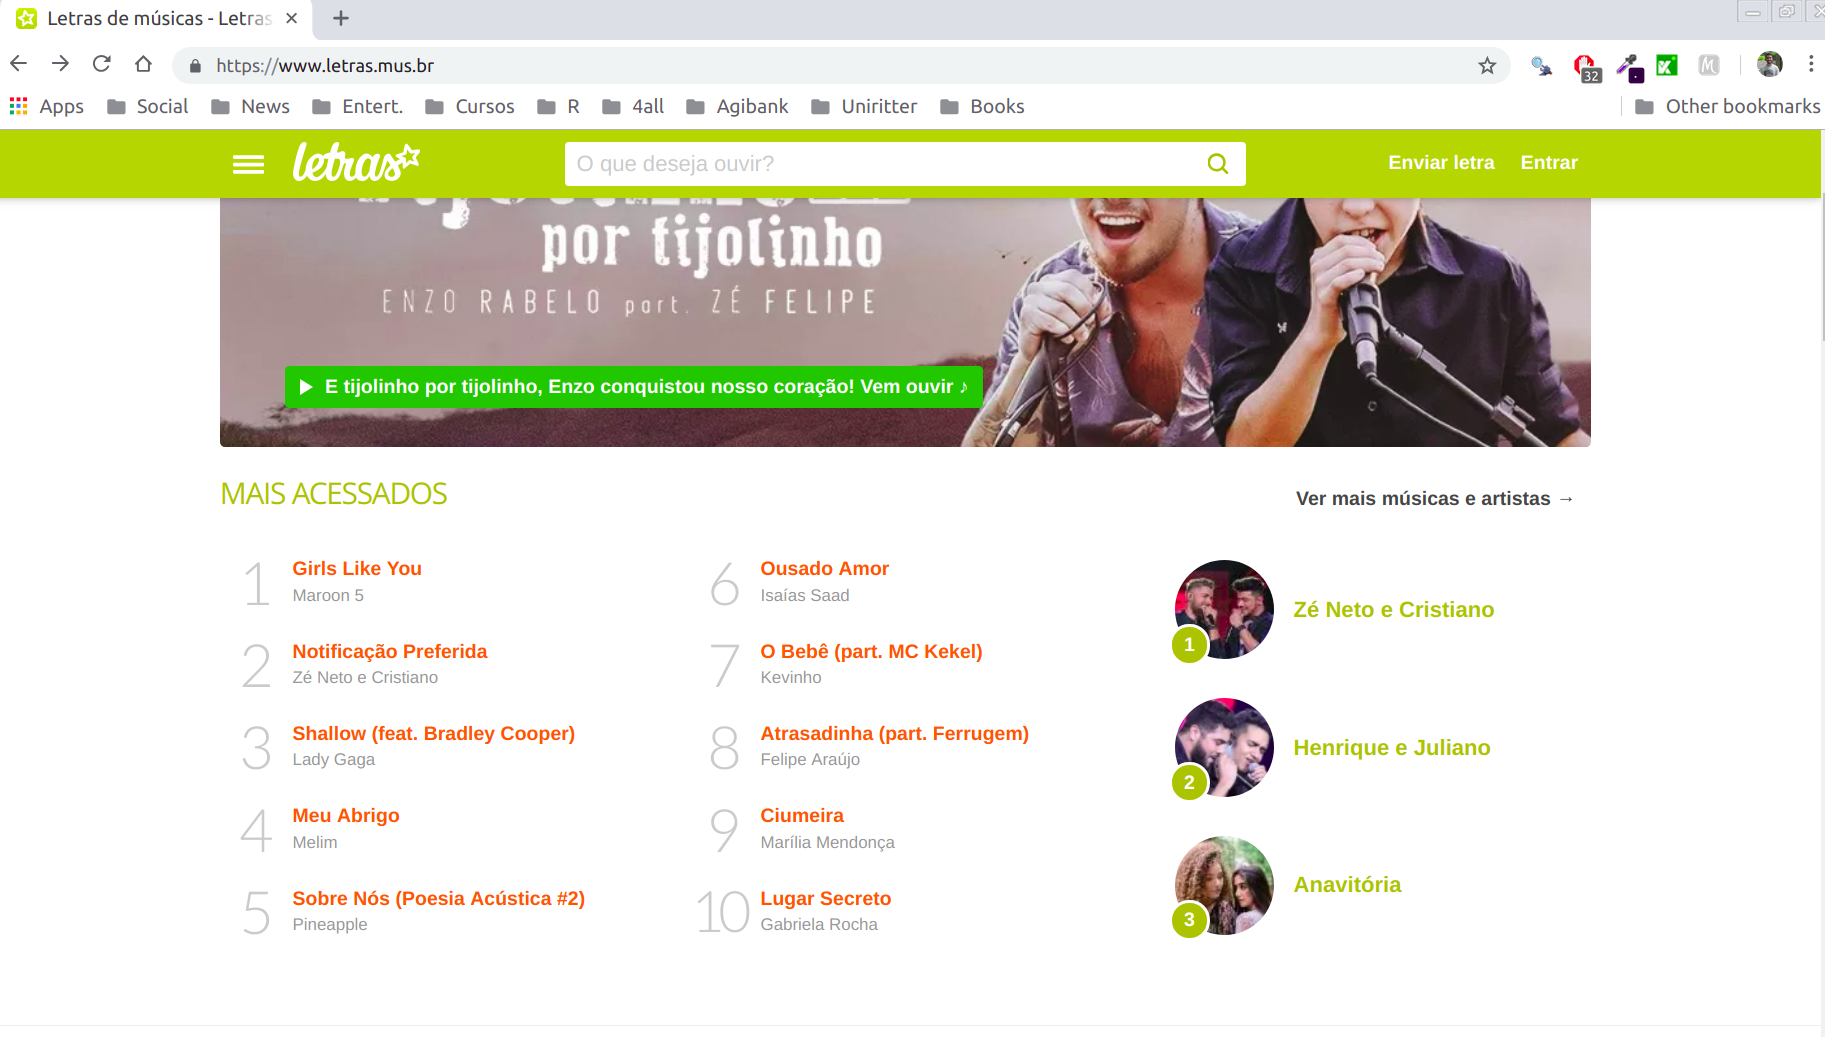 Letras de músicas - Letras
https://www.letras.mus.br
32
Apps Social News Entert. Cursos R 4all Agibank Uniritter Books Other bookmarks
letras
O que deseja ouvir?
Enviar letra Entrar
por tijolinho
ENZO RABELO part. ZÉ FELIPE
E tijolinho por tijolinho, Enzo conquistou nosso coração! Vem ouvir ♪
MAIS ACESSADOS
Ver mais músicas e artistas →
1 Girls Like You
Maroon 5
2 Notificação Preferida
Zé Neto e Cristiano
3 Shallow (feat. Bradley Cooper)
Lady Gaga
4 Meu Abrigo
Melim
5 Sobre Nós (Poesia Acústica #2)
Pineapple
6 Ousado Amor
Isaías Saad
7 O Bebê (part. MC Kekel)
Kevinho
8 Atrasadinha (part. Ferrugem)
Felipe Araújo
9 Ciumeira
Marília Mendonça
10 Lugar Secreto
Gabriela Rocha
1 Zé Neto e Cristiano
2 Henrique e Juliano
3 Anavitória